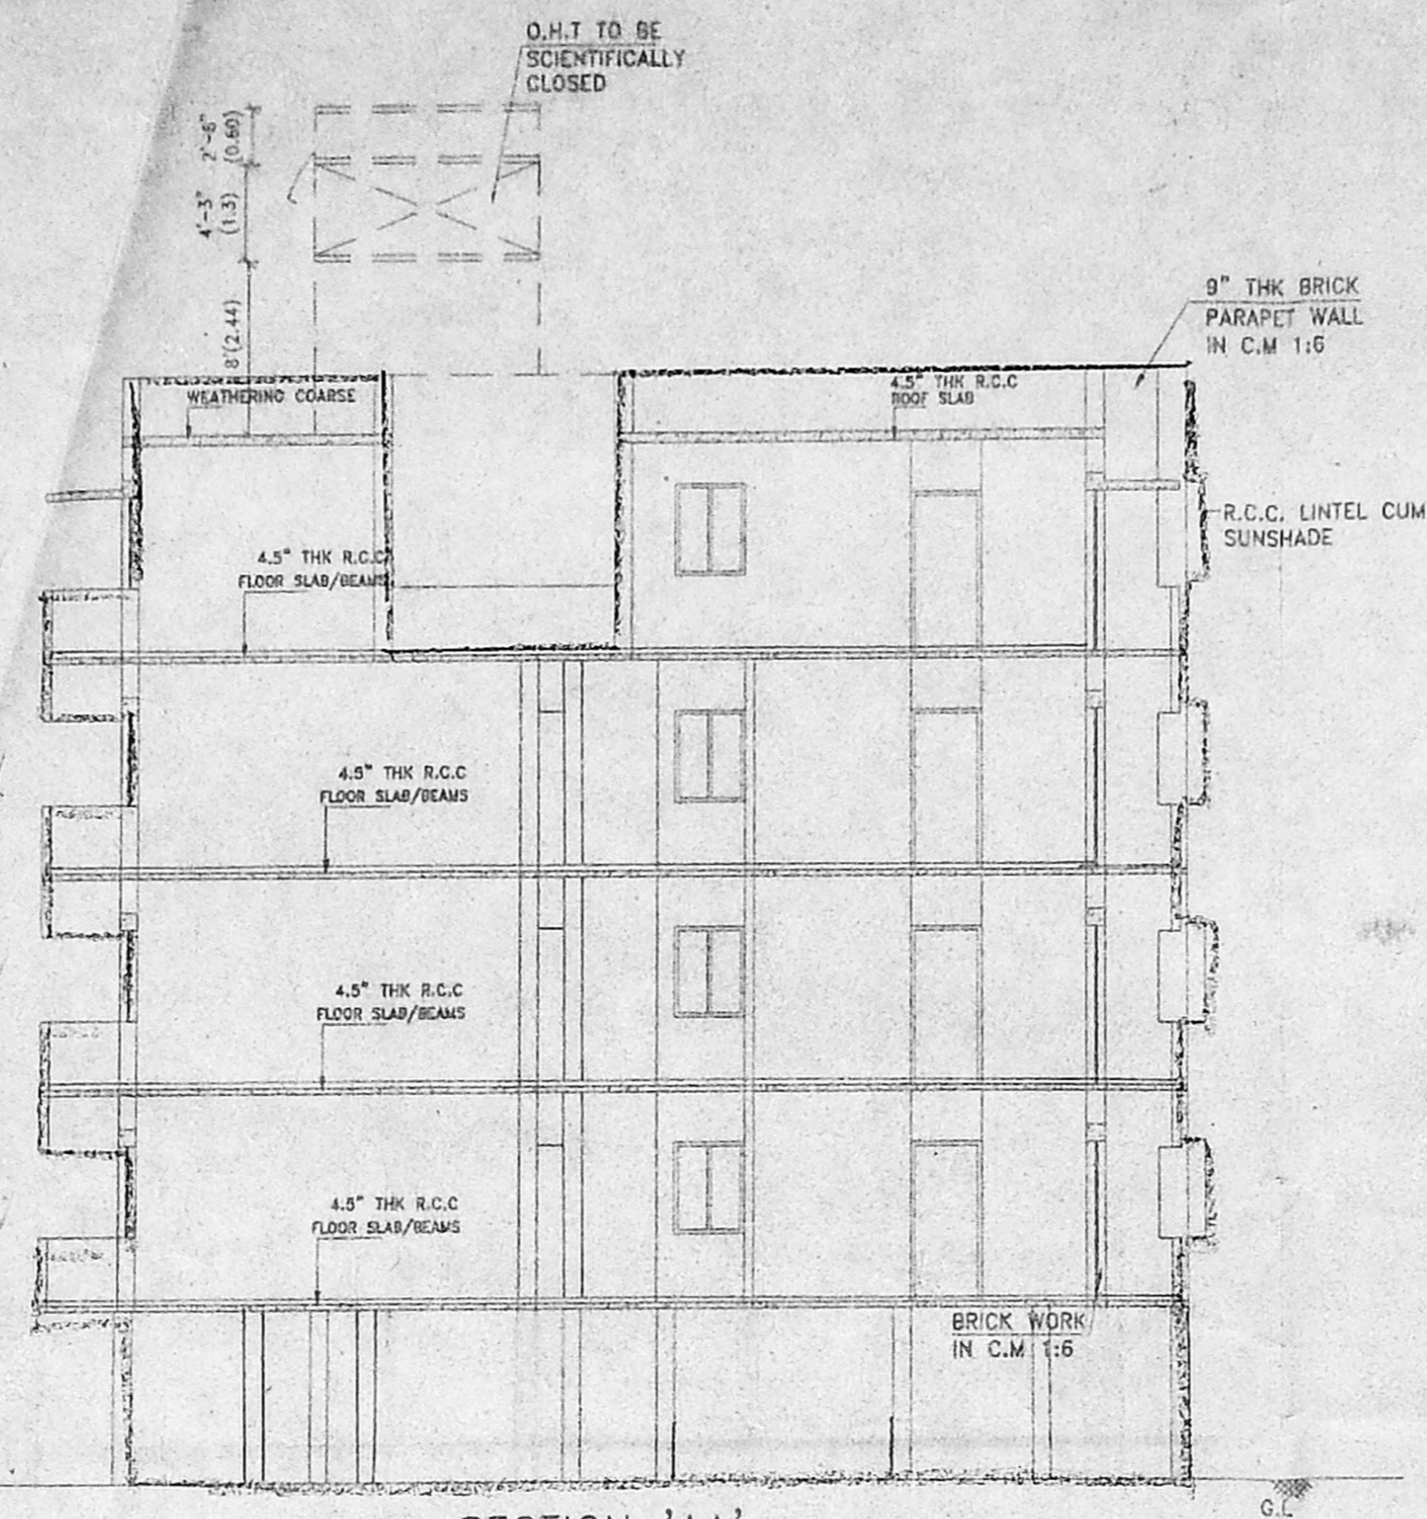 O.H.T TO BE
SCIENTIFICALLY
CLOSED
2'-6"
(0.60)
4'-3"
(1.3)
8'(2.44)
9" THK BRICK
PARAPET WALL
IN C.M 1:6
WEATHERING COARSE
4.5" THK R.C.C
ROOF SLAB
R.C.C. LINTEL CUM
SUNSHADE
4.5" THK R.C.C
FLOOR SLAB/BEAMS
4.5" THK R.C.C
FLOOR SLAB/BEAMS
4.5" THK R.C.C
FLOOR SLAB/BEAMS
4.5" THK R.C.C
FLOOR SLAB/BEAMS
BRICK WORK
IN C.M 1:6
G.L
SECTION